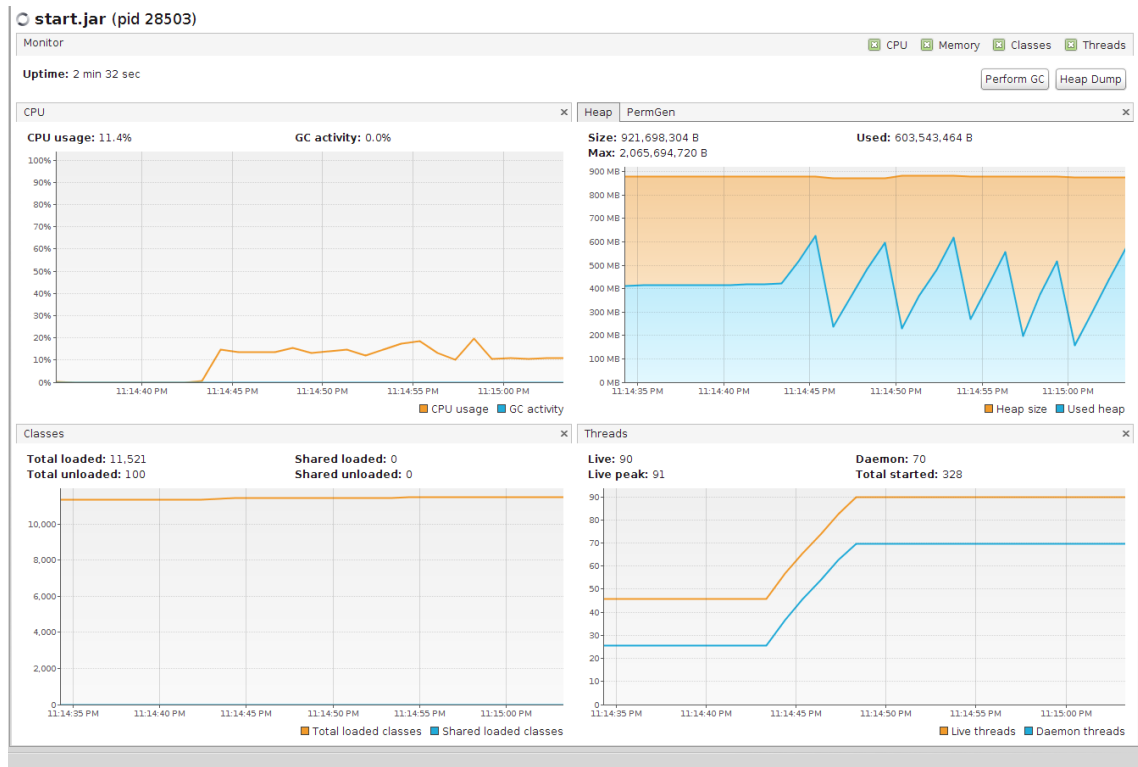 start.jar (pid 28503)
Monitor
CPU Memory Classes Threads
Uptime: 2 min 32 sec
Perform GC Heap Dump
CPU
CPU usage: 11.4% GC activity: 0.0%
100%
90%
80%
70%
60%
50%
40%
30%
20%
10%
0%
11:14:40 PM 11:14:45 PM 11:14:50 PM 11:14:55 PM 11:15:00 PM
CPU usage GC activity
Heap PermGen
Size: 921,698,304 B Used: 603,543,464 B
Max: 2,065,694,720 B
900 MB
800 MB
700 MB
600 MB
500 MB
400 MB
300 MB
200 MB
100 MB
0 MB
11:14:35 PM 11:14:40 PM 11:14:45 PM 11:14:50 PM 11:14:55 PM 11:15:00 PM
Heap size Used heap
Classes
Total loaded: 11,521 Shared loaded: 0
Total unloaded: 100 Shared unloaded: 0
10,000
8,000
6,000
4,000
2,000
0
11:14:35 PM 11:14:40 PM 11:14:45 PM 11:14:50 PM 11:14:55 PM 11:15:00 PM
Total loaded classes Shared loaded classes
Threads
Live: 90 Daemon: 70
Live peak: 91 Total started: 328
90
80
70
60
50
40
30
20
10
0
11:14:35 PM 11:14:40 PM 11:14:45 PM 11:14:50 PM 11:14:55 PM 11:15:00 PM
Live threads Daemon threads